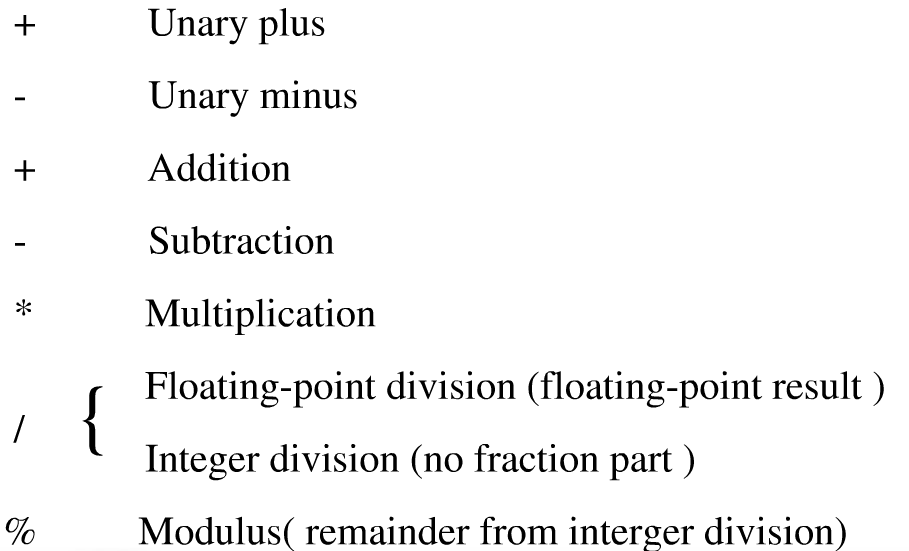 + Unary plus
- Unary minus
+ Addition
- Subtraction
* Multiplication
/ { Floating-point division (floating-point result )
Integer division (no fraction part )
% Modulus( remainder from interger division)